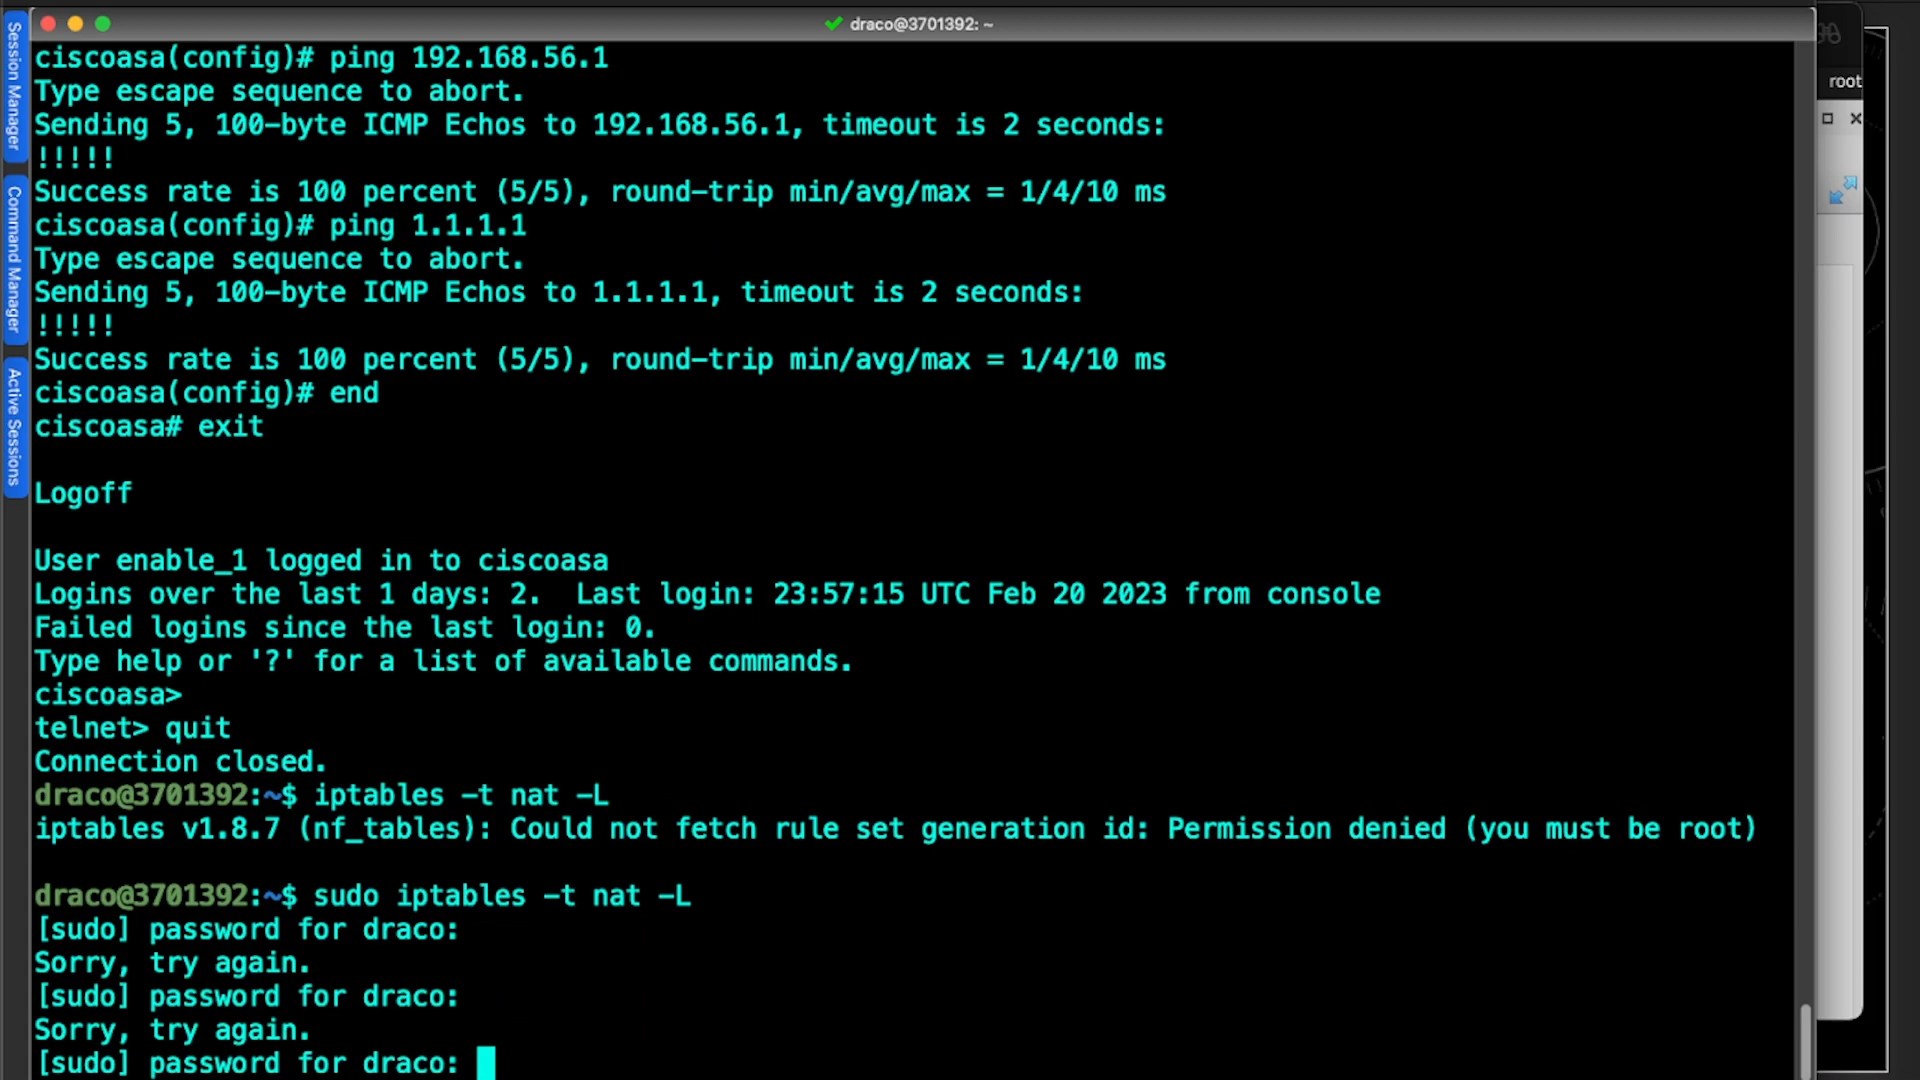 draco@3701392: ~
Session Manager
Command Manager
Active Sessions
root
ciscoasa(config)# ping 192.168.56.1
Type escape sequence to abort.
Sending 5, 100-byte ICMP Echos to 192.168.56.1, timeout is 2 seconds:
!!!!!
Success rate is 100 percent (5/5), round-trip min/avg/max = 1/4/10 ms
ciscoasa(config)# ping 1.1.1.1
Type escape sequence to abort.
Sending 5, 100-byte ICMP Echos to 1.1.1.1, timeout is 2 seconds:
!!!!!
Success rate is 100 percent (5/5), round-trip min/avg/max = 1/4/10 ms
ciscoasa(config)# end
ciscoasa# exit
Logoff
User enable_1 logged in to ciscoasa
Logins over the last 1 days: 2.  Last login: 23:57:15 UTC Feb 20 2023 from console
Failed logins since the last login: 0.
Type help or '?' for a list of available commands.
ciscoasa>
telnet> quit
Connection closed.
draco@3701392:~$ iptables -t nat -L
iptables v1.8.7 (nf_tables): Could not fetch rule set generation id: Permission denied (you must be root)
draco@3701392:~$ sudo iptables -t nat -L
[sudo] password for draco:
Sorry, try again.
[sudo] password for draco:
Sorry, try again.
[sudo] password for draco: